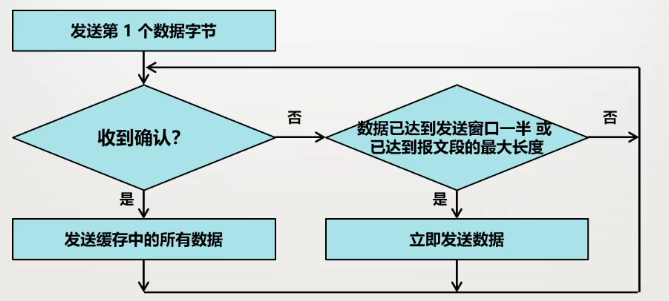 发送第 1 个数据字节
收到确认？
否
数据已达到发送窗口一半 或
已达到报文段的最大长度
否
是
是
发送缓存中的所有数据
立即发送数据